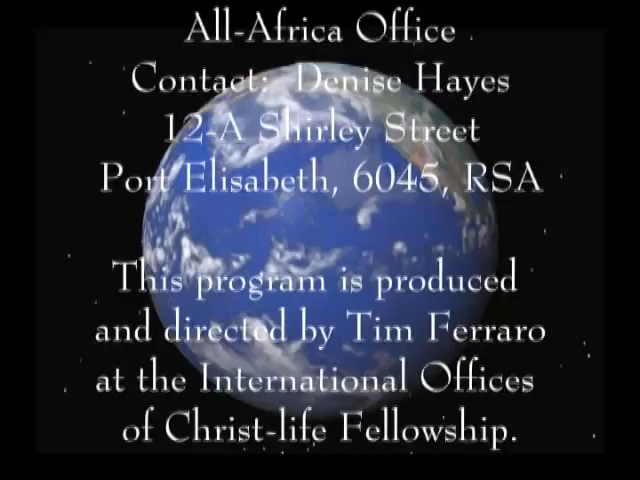 All-Africa Office
Contact: Denise Hayes
12-A Shirley Street
Port Elisabeth, 6045, RSA
This program is produced
and directed by Tim Ferraro
at the International Offices
of Christ-life Fellowship.